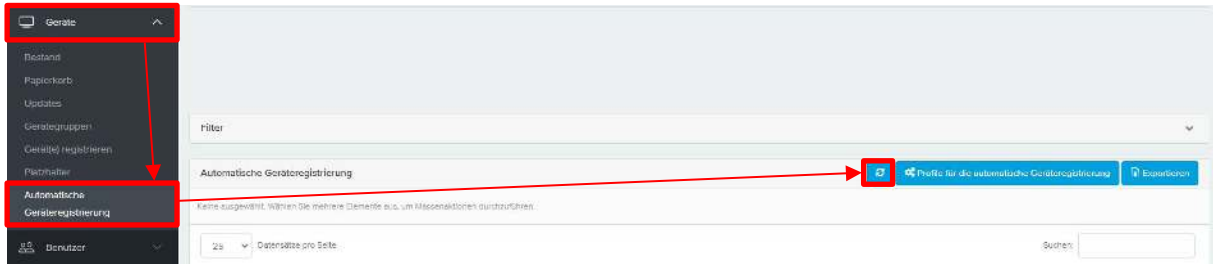 Geräte
Bestand
Papierkorb
Updates
Gerätegruppen
Gerät(e) registrieren
Platzhalter
Automatische
Geräteregistrierung
Benutzer
Filter
Automatische Geräteregistrierung
Profile für die automatische Geräteregistrierung
Exportieren
Keine ausgewählt. Wählen Sie mehrere Elemente aus, um Massenaktionen durchzuführen.
25 Datensätze pro Seite
Suchen: